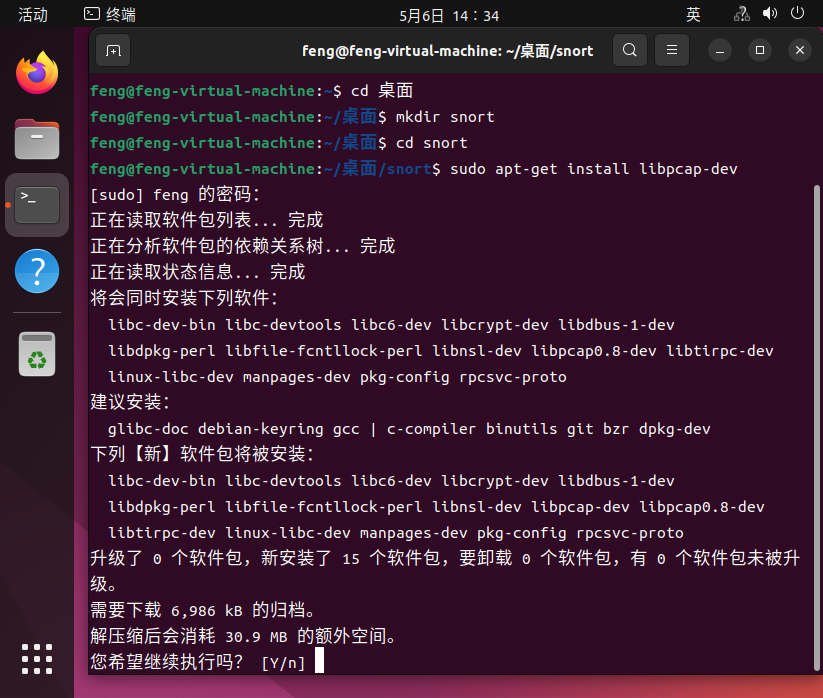 活动 终端 5月6日 14：34 英
feng@feng-virtual-machine: ~/桌面/snort
feng@feng-virtual-machine:~$ cd 桌面
feng@feng-virtual-machine:~/桌面$ mkdir snort
feng@feng-virtual-machine:~/桌面$ cd snort
feng@feng-virtual-machine:~/桌面/snort$ sudo apt-get install libpcap-dev
[sudo] feng 的密码：
正在读取软件包列表... 完成
正在分析软件包的依赖关系树... 完成
正在读取状态信息... 完成
将会同时安装下列软件：
libc-dev-bin libc-devtools libc6-dev libcrypt-dev libdbus-1-dev
libdpkg-perl libfile-fcntllock-perl libnsl-dev libpcap0.8-dev libtirpc-dev
linux-libc-dev manpages-dev pkg-config rpcsvc-proto
建议安装：
glibc-doc debian-keyring gcc | c-compiler binutils git bzr dpkg-dev
下列【新】软件包将被安装：
libc-dev-bin libc-devtools libc6-dev libcrypt-dev libdbus-1-dev
libdpkg-perl libfile-fcntllock-perl libnsl-dev libpcap-dev libpcap0.8-dev
libtirpc-dev linux-libc-dev manpages-dev pkg-config rpcsvc-proto
升级了 0 个软件包，新安装了 15 个软件包，要卸载 0 个软件包，有 0 个软件包未被升
级。
需要下载 6,986 kB 的归档。
解压缩后会消耗 30.9 MB 的额外空间。
您希望继续执行吗？ [Y/n]